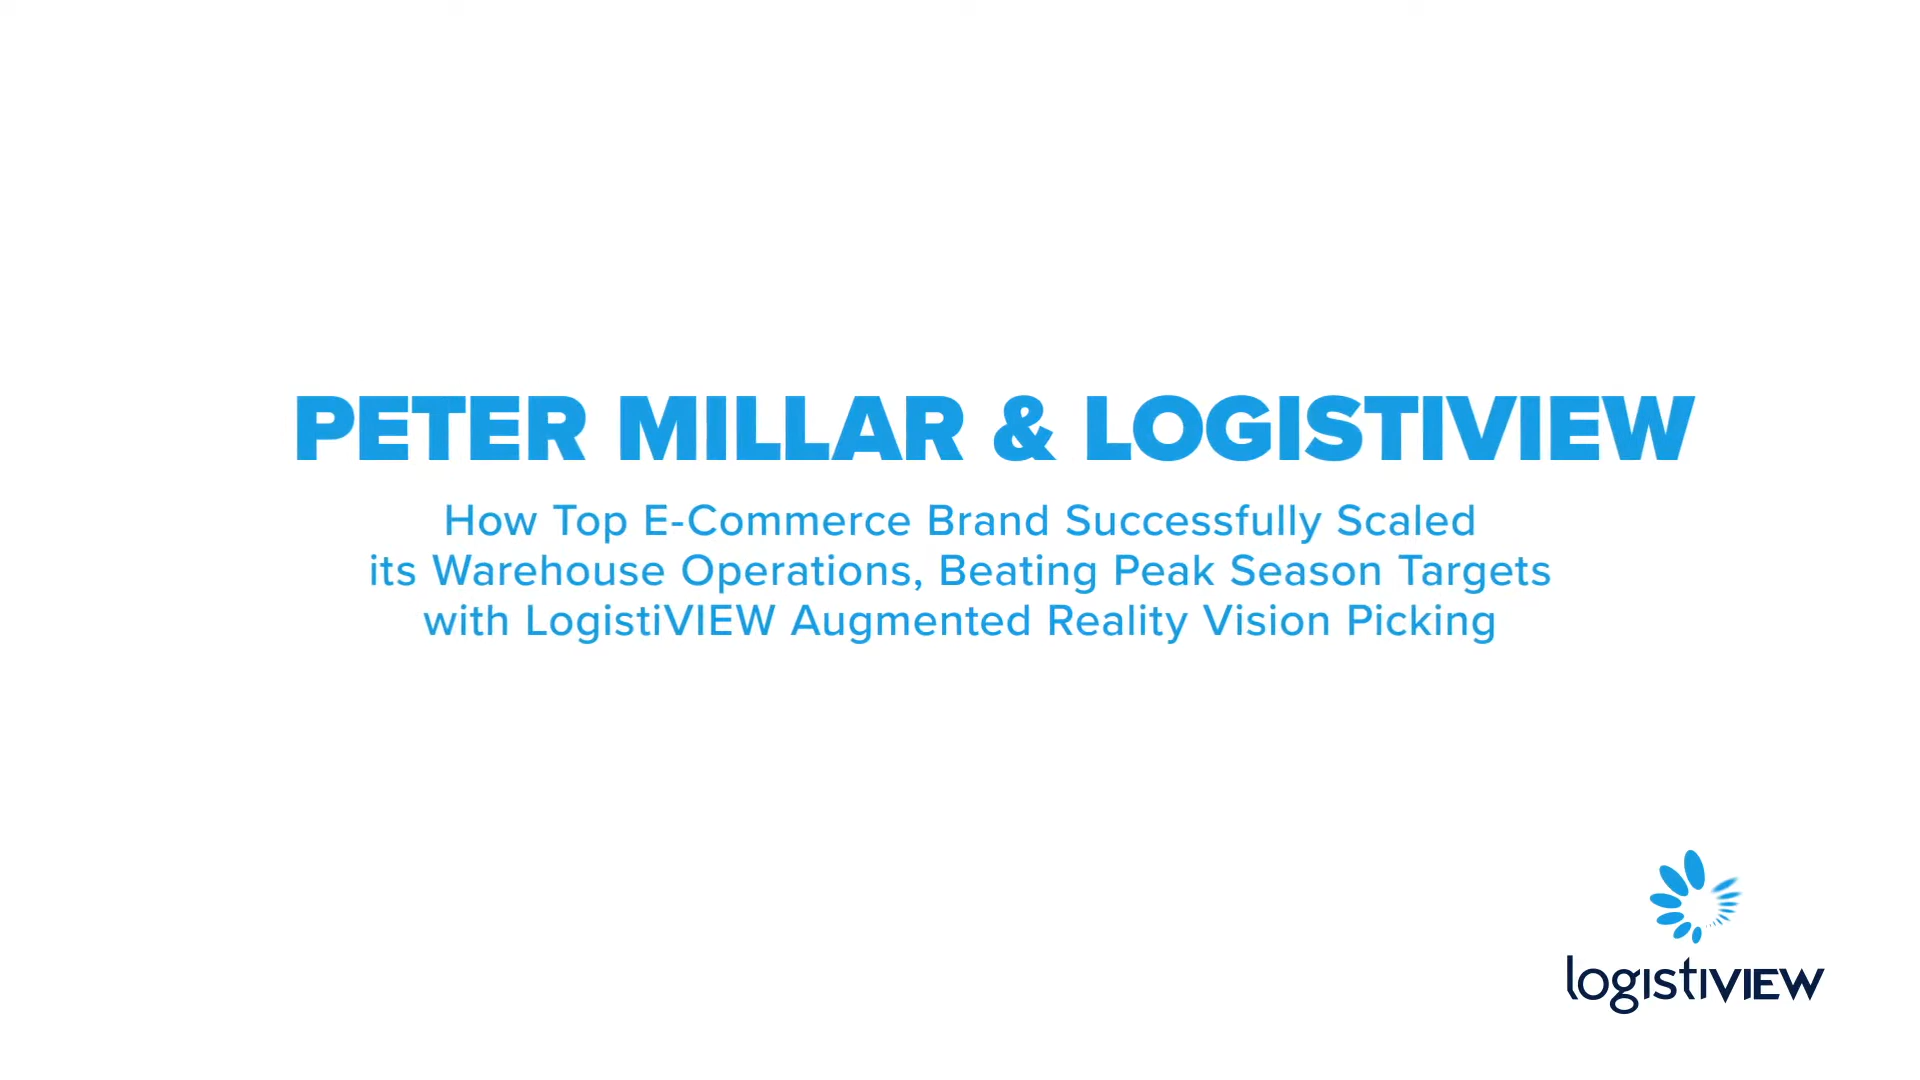 PETER MILLAR & LOGISTIVIEW
How Top E-Commerce Brand Successfully Scaled
its Warehouse Operations, Beating Peak Season Targets
with LogistiVIEW Augmented Reality Vision Picking
logistiVIEW